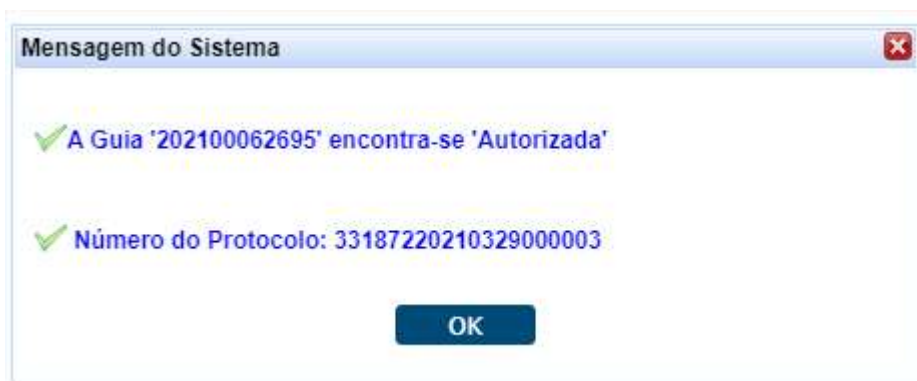 Mensagem do Sistema
A Guia '202100062695' encontra-se 'Autorizada'
Número do Protocolo: 33187220210329000003
OK